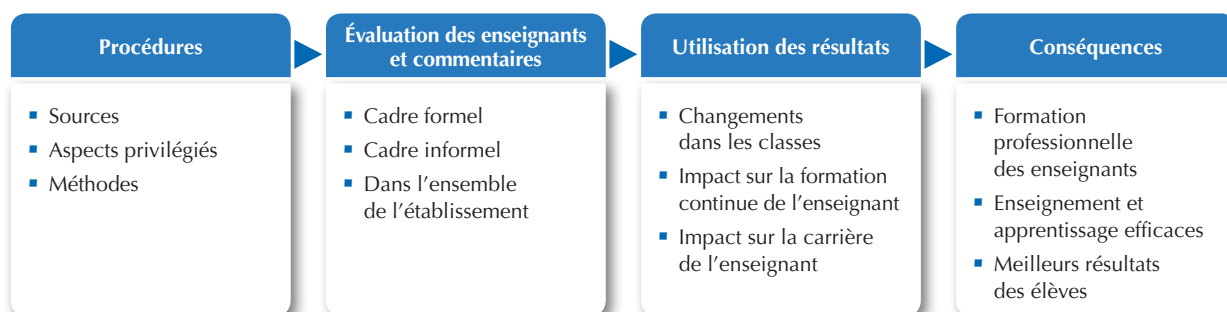 Procédures
▪ Sources
▪ Aspects privilégiés
▪ Méthodes
Évaluation des enseignants
et commentaires
▪ Cadre formel
▪ Cadre informel
▪ Dans l’ensemble
de l’établissement
Utilisation des résultats
▪ Changements
dans les classes
▪ Impact sur la formation
continue de l’enseignant
▪ Impact sur la carrière
de l’enseignant
Conséquences
▪ Formation
professionnelle
des enseignants
▪ Enseignement et
apprentissage efficaces
▪ Meilleurs résultats
des élèves